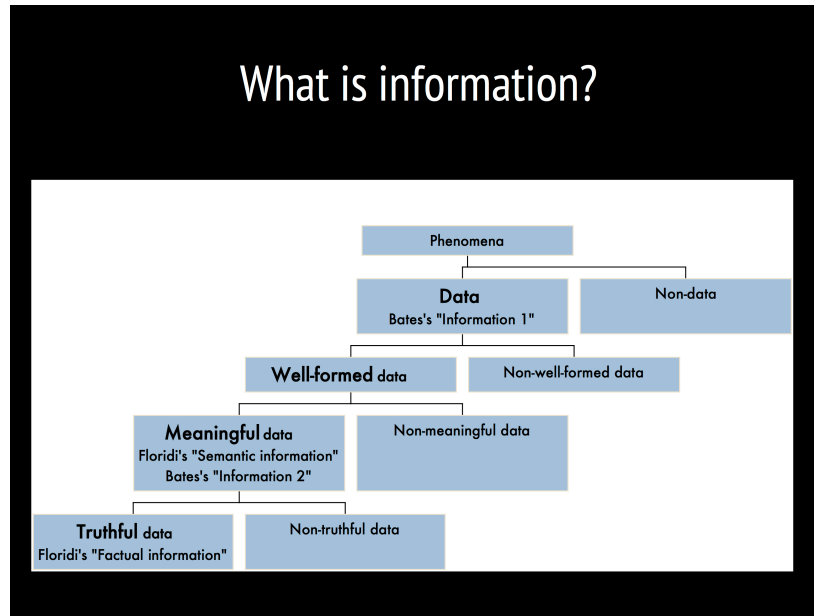 What is information?
Phenomena
Data
Bates's "Information 1"
Non-data
Well-formed data
Non-well-formed data
Meaningful data
Floridi's "Semantic information"
Bates's "Information 2"
Non-meaningful data
Truthful data
Floridi's "Factual information"
Non-truthful data